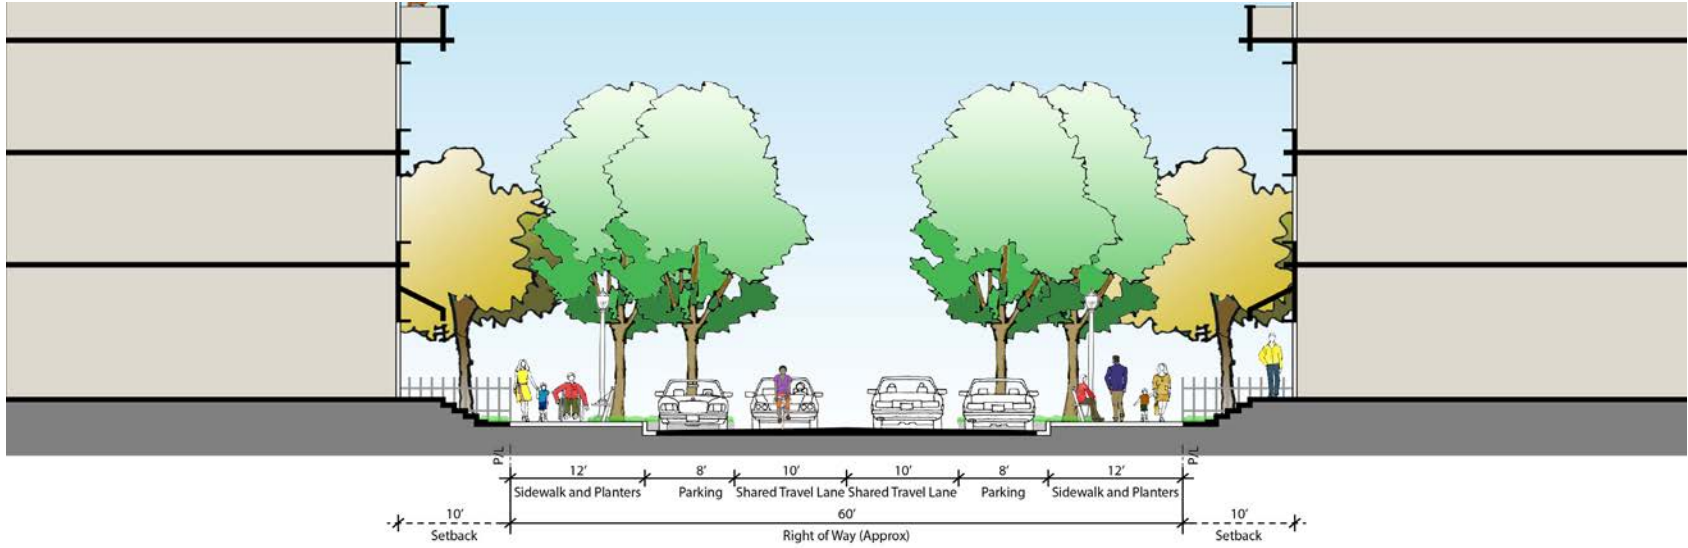 P/L
P/L
12' 8' 10' 10' 8' 12'
Sidewalk and Planters Parking Shared Travel Lane Shared Travel Lane Parking Sidewalk and Planters
10' 60' 10'
Setback Right of Way (Approx) Setback